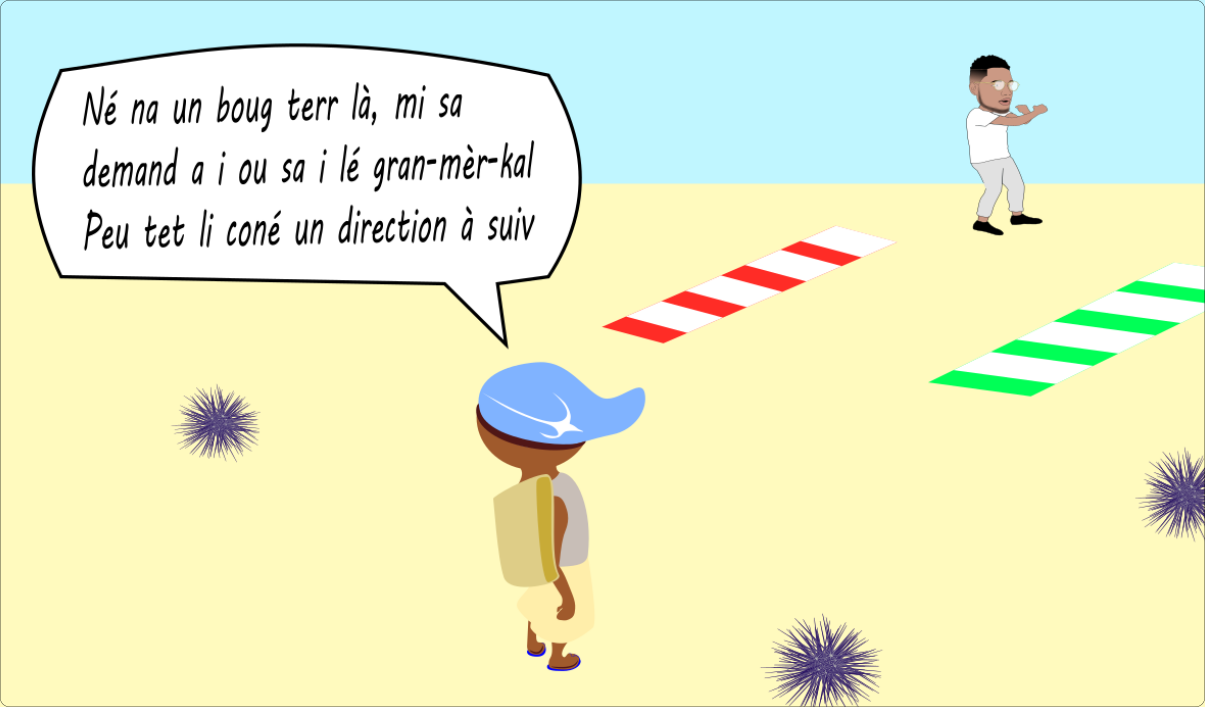 Né na un boug terr là, mi sa
demand a i ou sa i lé gran-mèr-kal
Peu tet li coné un direction à suiv